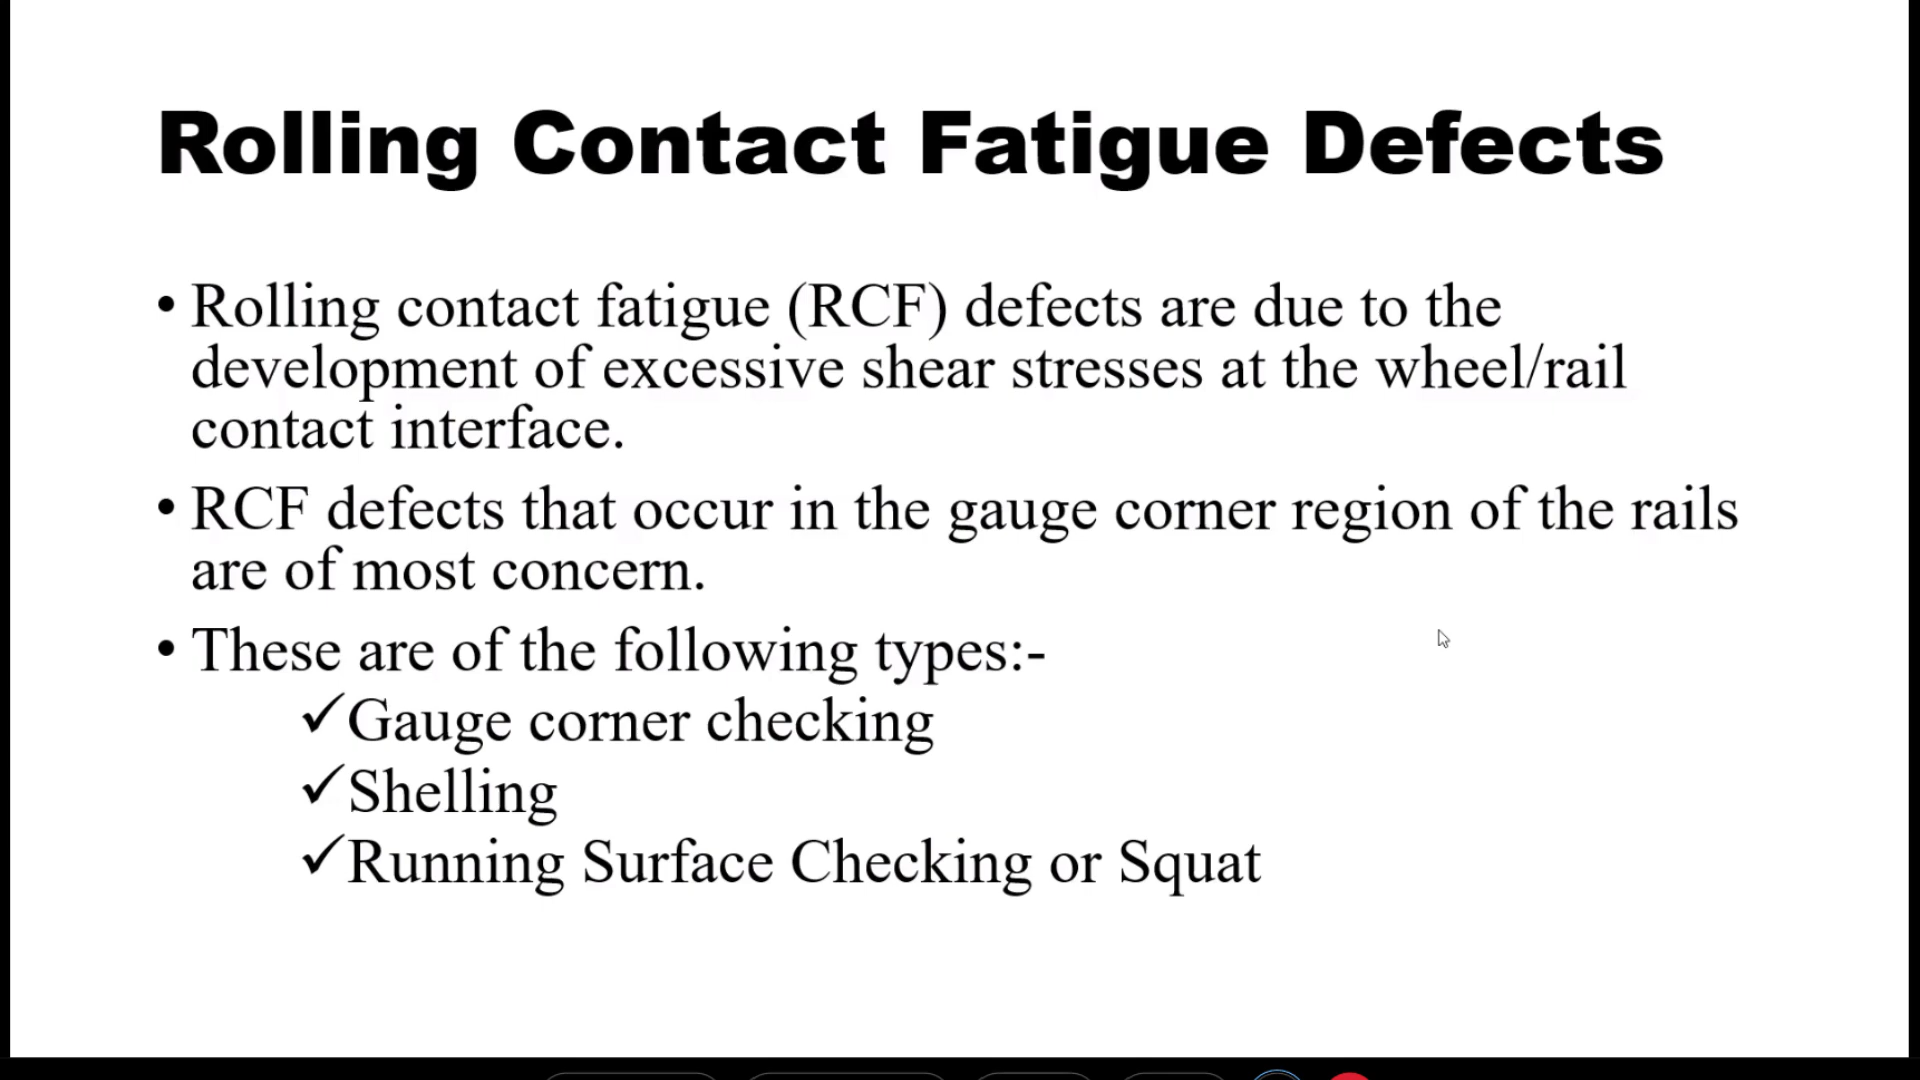 Rolling Contact Fatigue Defects
• Rolling contact fatigue (RCF) defects are due to the
development of excessive shear stresses at the wheel/rail
contact interface.
• RCF defects that occur in the gauge corner region of the rails
are of most concern.
• These are of the following types:-
✓Gauge corner checking
✓Shelling
✓Running Surface Checking or Squat